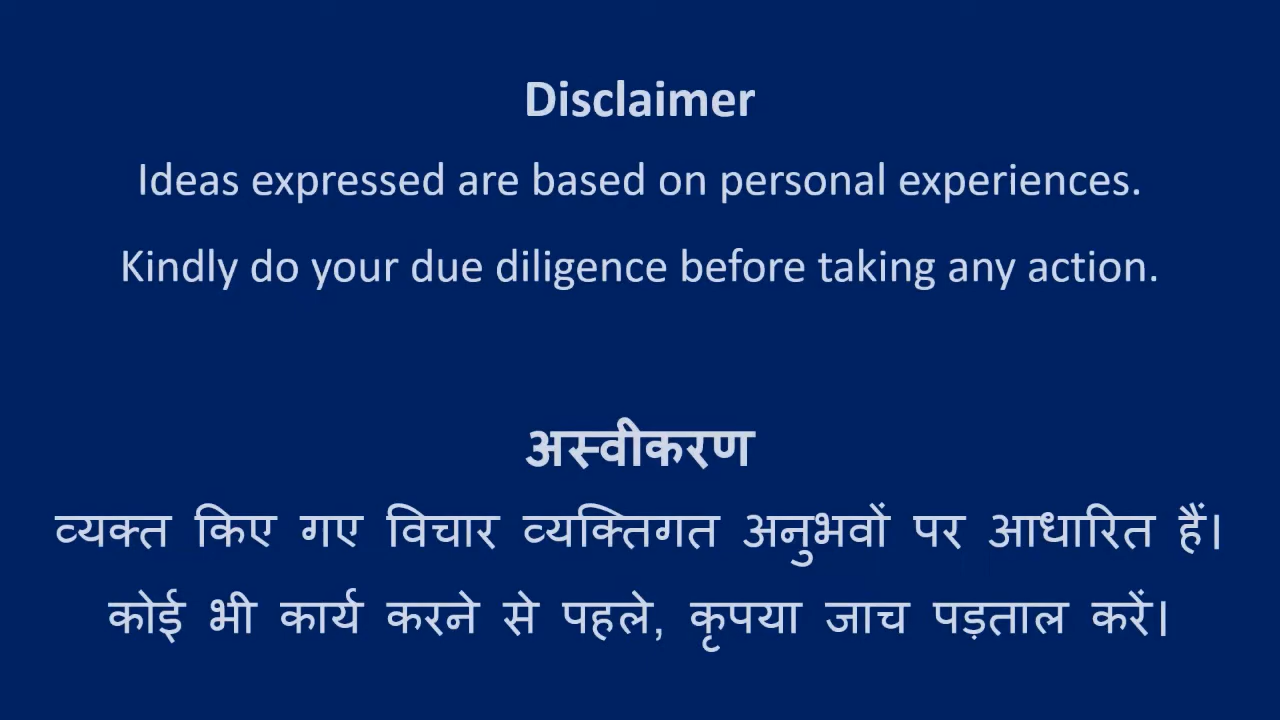 Disclaimer
Ideas expressed are based on personal experiences.
Kindly do your due diligence before taking any action.
अस्वीकरण
व्यक्त किए गए विचार व्यक्तिगत अनुभवों पर आधारित हैं।
कोई भी कार्य करने से पहले, कृपया जाच पड़ताल करें।